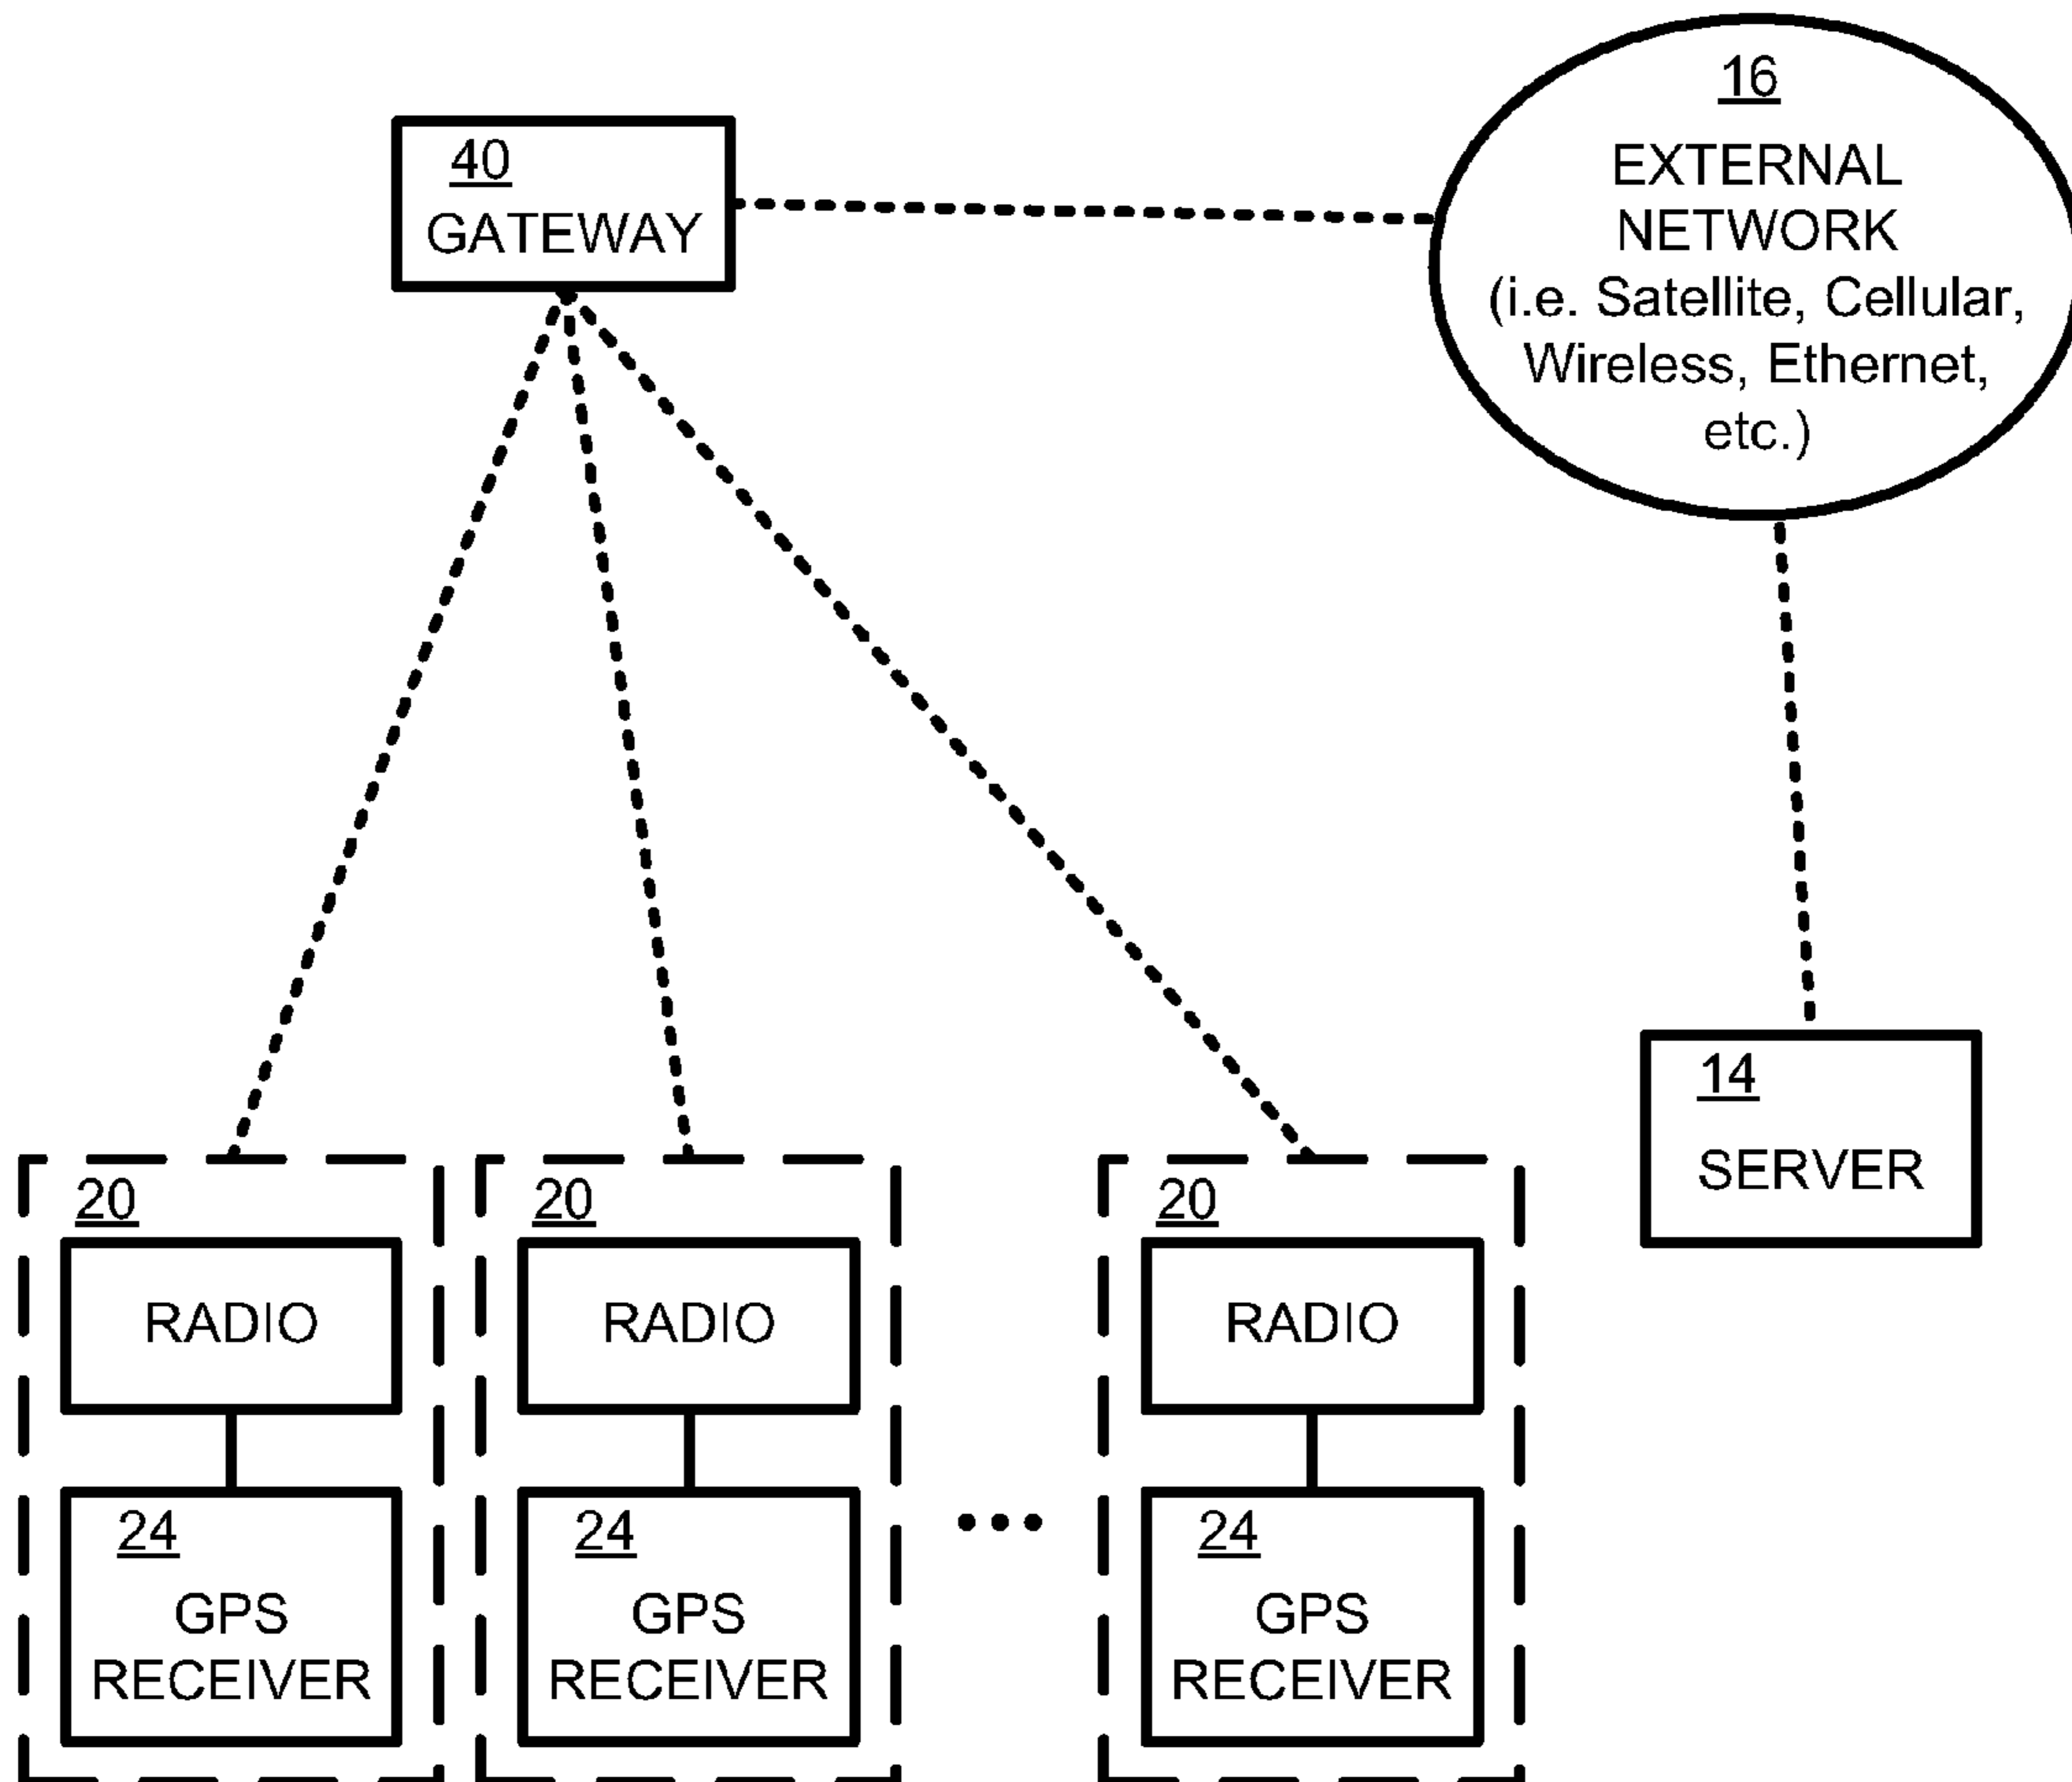 16
EXTERNAL
NETWORK
(i.e. Satellite, Cellular,
Wireless, Ethernet,
etc.)
40
GATEWAY
14
SERVER
20
RADIO
24
GPS
RECEIVER
20
RADIO
24
GPS
RECEIVER
...
20
RADIO
24
GPS
RECEIVER